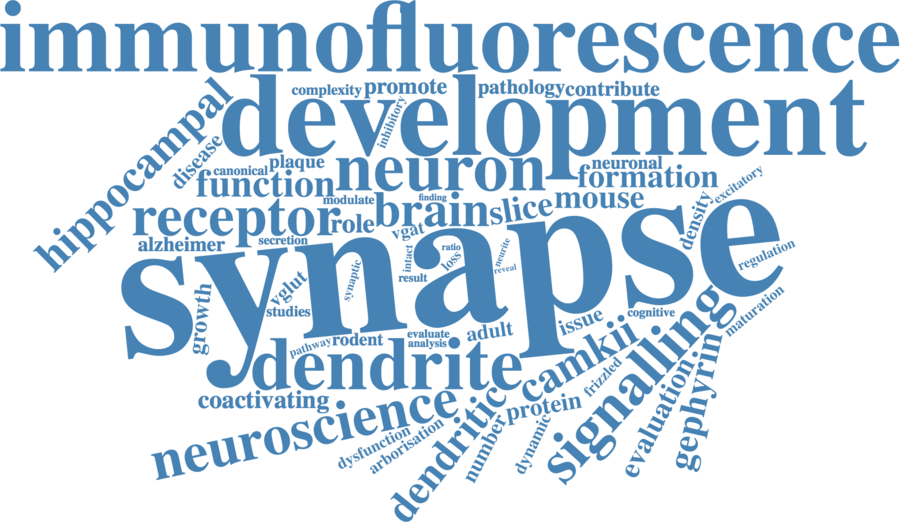 immunofluorescence
development
complexity
promote
pathology
contribute
inhibitory
hippocampal
disease
canonical
plaque
neuron
neuronal
function
formation
modulate
finding
excitatory
receptor
role
brain
slice
mouse
density
alzheimer
secretion
vgat
synapse
intact
ratio
loss
neurite
reveal
result
regulation
vglut
synaptic
growth
studies
cognitive
maturation
pathway
rodent
evaluate
analysis
adult
issue
dendrite
camkii
signalling
frizzled
coactivating
neuroscience
dendritic
protein
number
dynamic
evaluation
gephyrin
dysfunction
arborisation